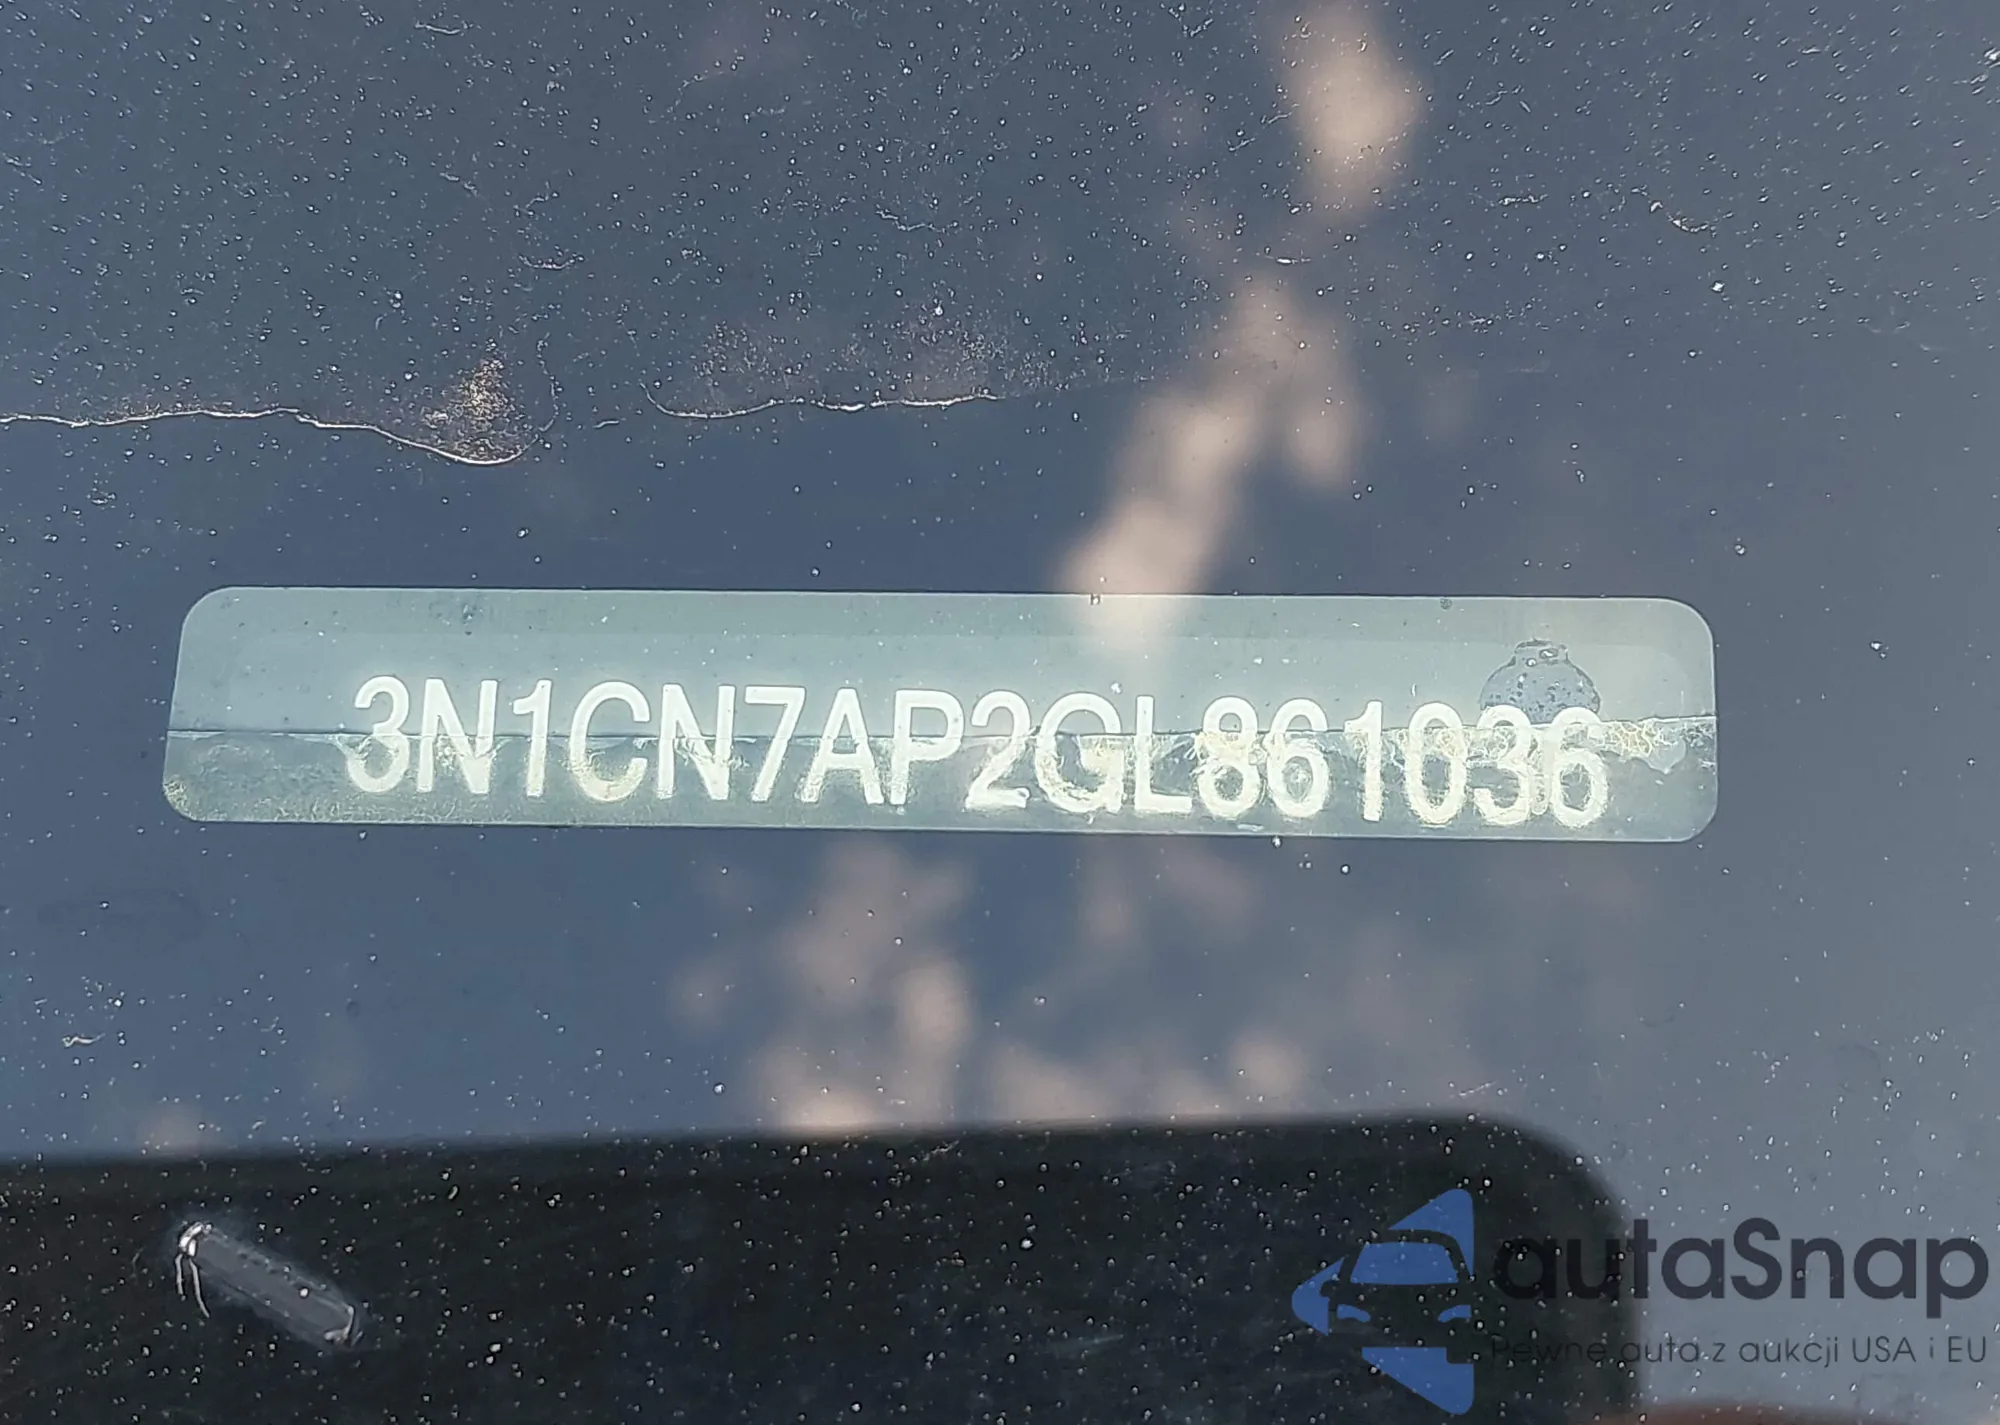 3N1CN7AP2GL861036
autaSnap
Pewne auta z aukcji USA i EU